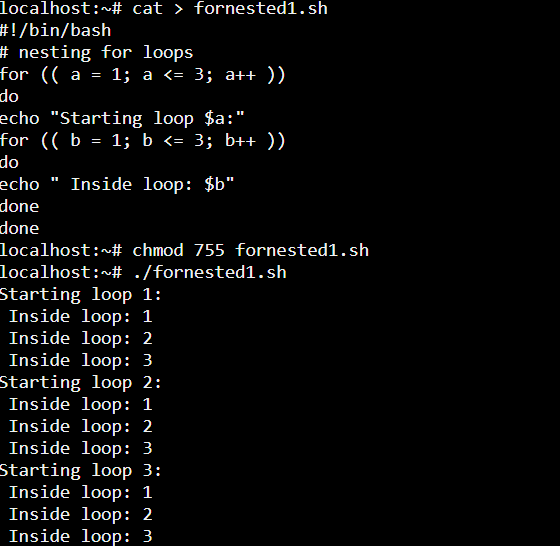 localhost:~# cat > fornested1.sh
#!/bin/bash
# nesting for loops
for (( a = 1; a <= 3; a++ ))
do
echo "Starting loop $a:"
for (( b = 1; b <= 3; b++ ))
do
echo " Inside loop: $b"
done
done
localhost:~# chmod 755 fornested1.sh
localhost:~# ./fornested1.sh
Starting loop 1:
 Inside loop: 1
 Inside loop: 2
 Inside loop: 3
Starting loop 2:
 Inside loop: 1
 Inside loop: 2
 Inside loop: 3
Starting loop 3:
 Inside loop: 1
 Inside loop: 2
 Inside loop: 3